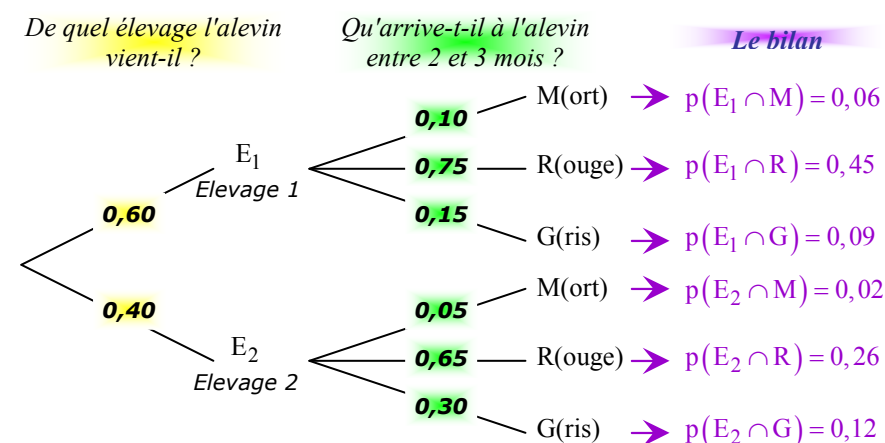 De quel élevage l'alevin
vient-il ?
Qu'arrive-t-il à l'alevin
entre 2 et 3 mois ?
Le bilan
0,60
E₁
Elevage 1
0,10
M(ort)
p(E₁ ∩ M) = 0,06
0,75
R(ouge)
p(E₁ ∩ R) = 0,45
0,15
G(ris)
p(E₁ ∩ G) = 0,09
0,40
E₂
Elevage 2
0,05
M(ort)
p(E₂ ∩ M) = 0,02
0,65
R(ouge)
p(E₂ ∩ R) = 0,26
0,30
G(ris)
p(E₂ ∩ G) = 0,12